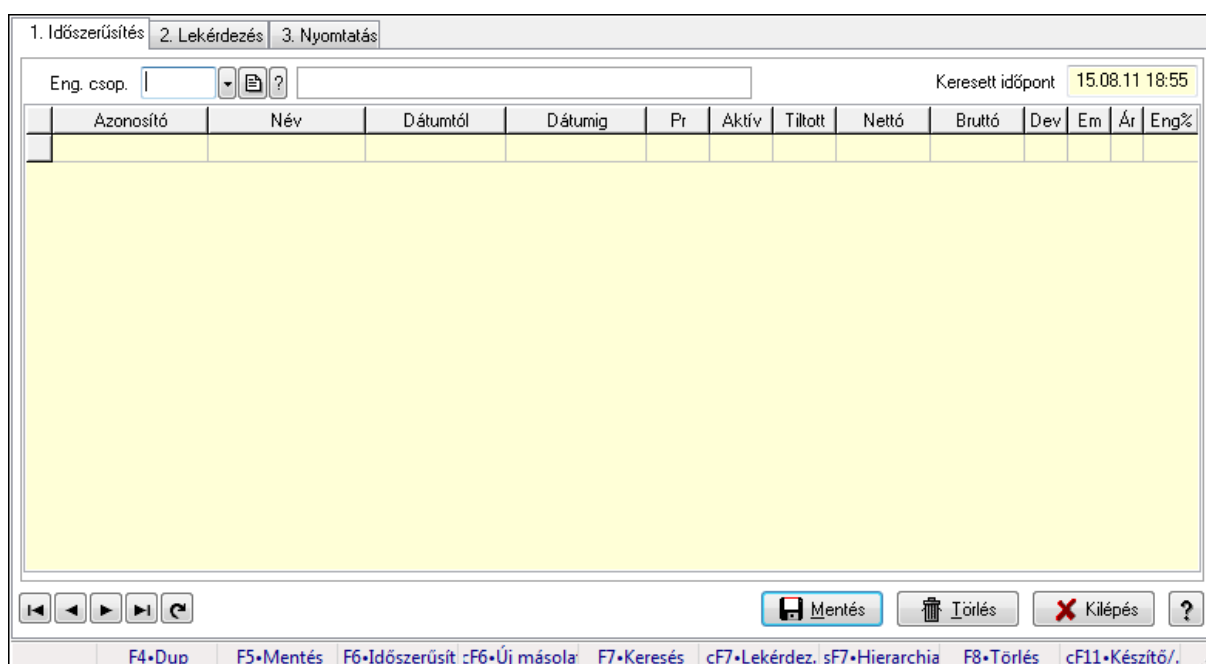 1. Időszerűsítés 2. Lekérdezés 3. Nyomtatás
Eng. csop. ? Keresett időpont 15.08.11 18:55
Azonosító Név Dátumtól Dátumig Pr Aktív Tiltott Nettó Bruttó Dev Em Ár Eng%
Mentés Törlés Kilépés ?
F4•Dup F5•Mentés F6•Időszerűsít cF6•Új másola F7•Keresés cF7•Lekérdez. sF7•Hierarchia F8•Törlés cF11•Készítő/.